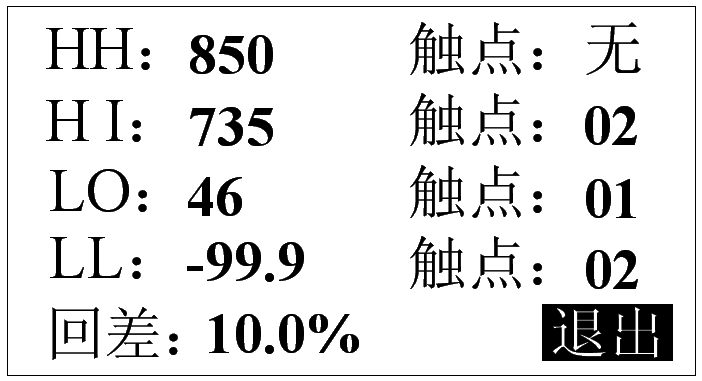 HH：850 触点：无
H I：735 触点：02
LO：46 触点：01
LL：-99.9 触点：02
回差：10.0% 退出